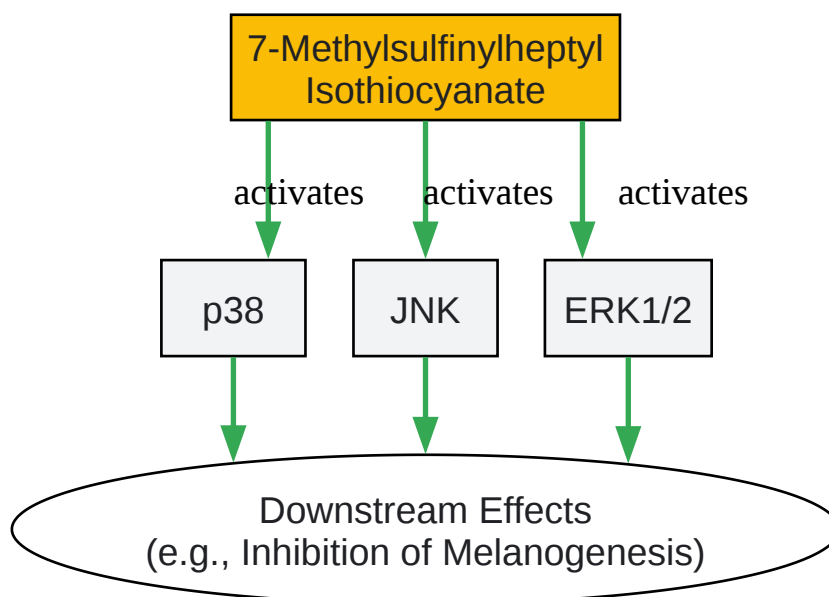 7-Methylsulfinylheptyl
Isothiocyanate
activates activates activates
p38 JNK ERK1/2
Downstream Effects
(e.g., Inhibition of Melanogenesis)